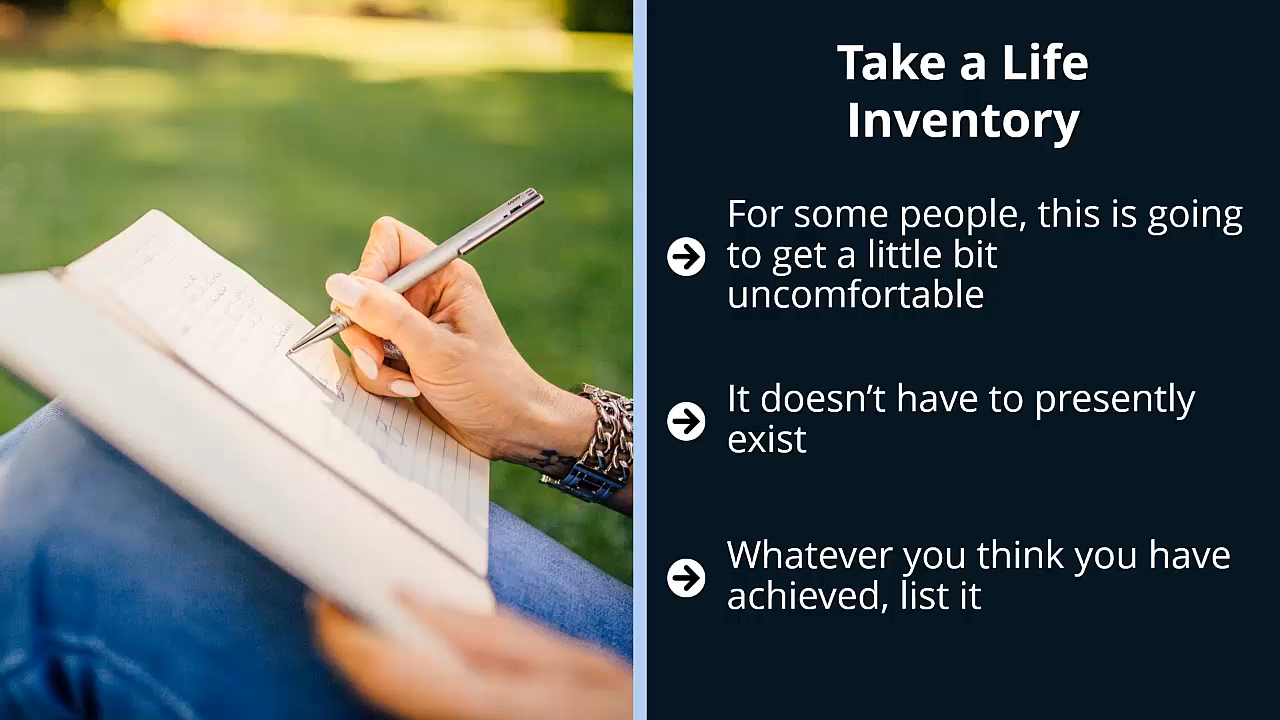 Take a Life
Inventory
For some people, this is going
to get a little bit
uncomfortable
It doesn’t have to presently
exist
Whatever you think you have
achieved, list it